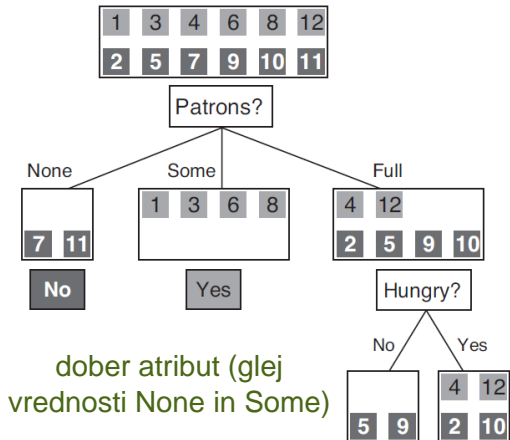 1 3 4 6 8 12
2 5 7 9 10 11
Patrons?
None Some Full
1 3 6 8 4 12
7 11 2 5 9 10
No Yes Hungry?
No Yes
dober atribut (glej
vrednosti None in Some)
4 12
5 9 2 10